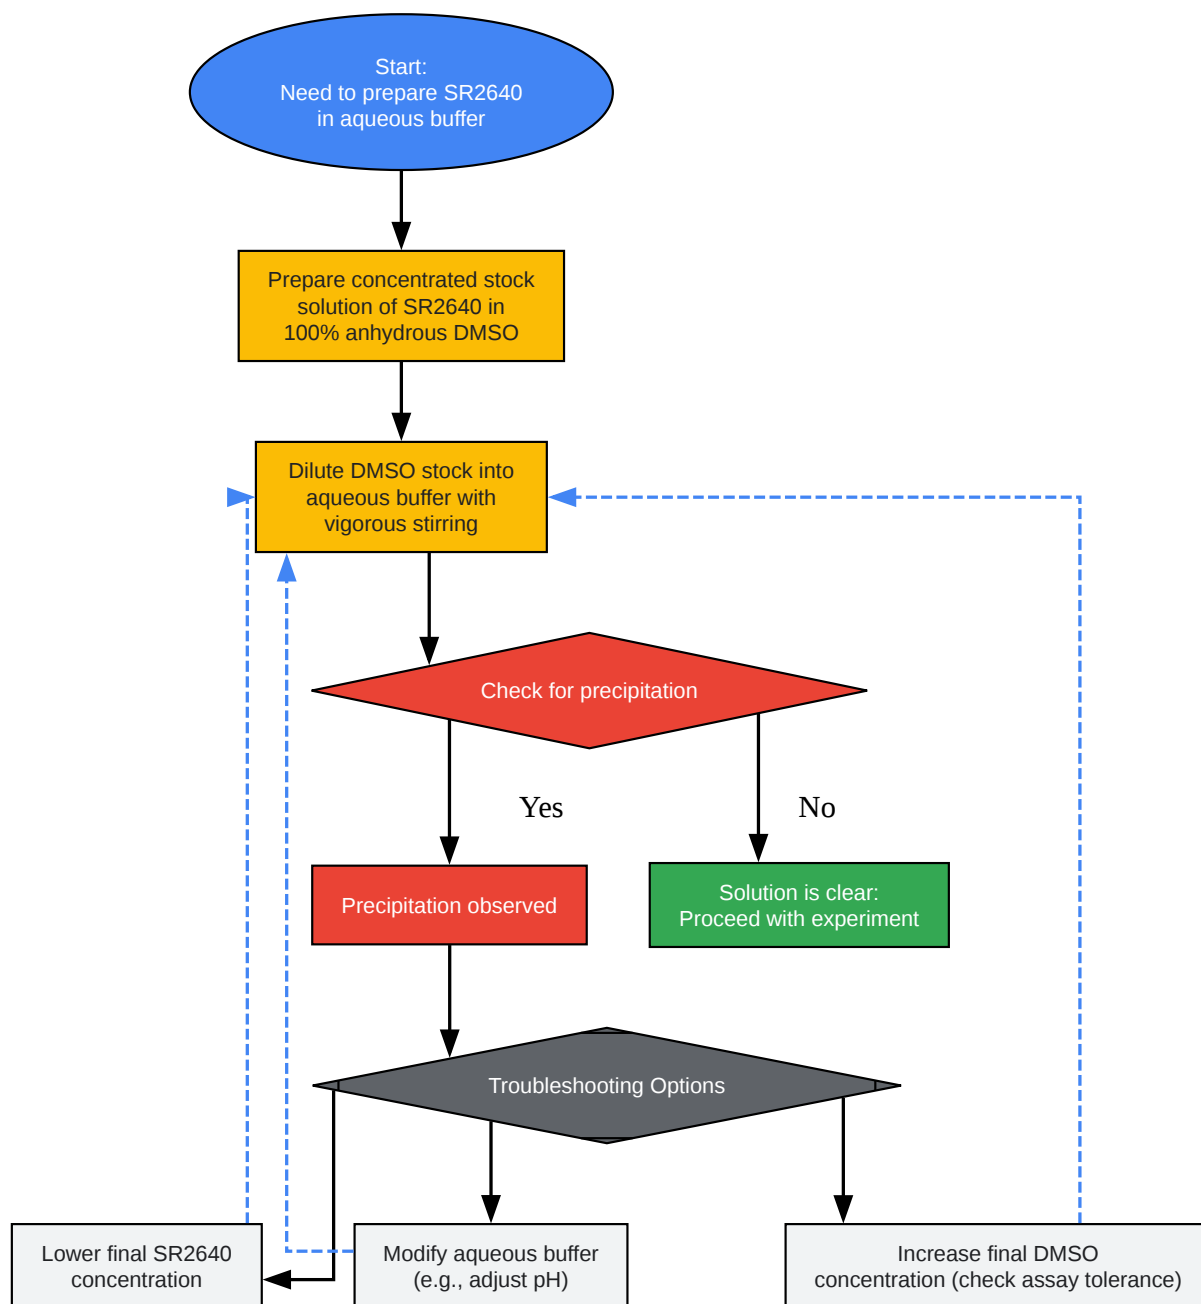 Start:
Need to prepare SR2640
in aqueous buffer
Prepare concentrated stock
solution of SR2640 in
100% anhydrous DMSO
Dilute DMSO stock into
aqueous buffer with
vigorous stirring
Check for precipitation
Yes
No
Precipitation observed
Solution is clear:
Proceed with experiment
Troubleshooting Options
Lower final SR2640
concentration
Modify aqueous buffer
(e.g., adjust pH)
Increase final DMSO
concentration (check assay tolerance)